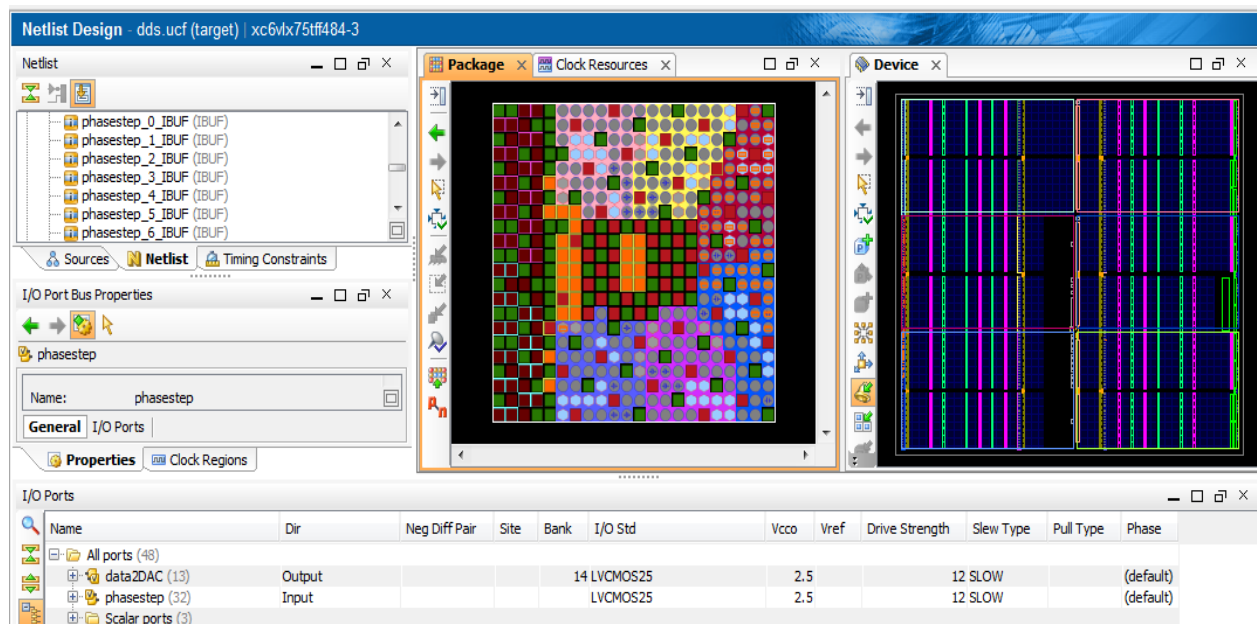 Netlist Design - dds.ucf (target) | xc6vlx75tff484-3
Netlist
phasestep_0_IBUF (IBUF)
phasestep_1_IBUF (IBUF)
phasestep_2_IBUF (IBUF)
phasestep_3_IBUF (IBUF)
phasestep_4_IBUF (IBUF)
phasestep_5_IBUF (IBUF)
phasestep_6_IBUF (IBUF)
Sources Netlist Timing Constraints
I/O Port Bus Properties
phasestep
Name: phasestep
General I/O Ports
Properties Clock Regions
Package Clock Resources
Device
I/O Ports
Name Dir Neg Diff Pair Site Bank I/O Std Vcco Vref Drive Strength Slew Type Pull Type Phase
All ports (48)
data2DAC (13) Output 14 LVCMOS25 2.5 12 SLOW (default)
phasestep (32) Input LVCMOS25 2.5 12 SLOW (default)
Scalar ports (3)